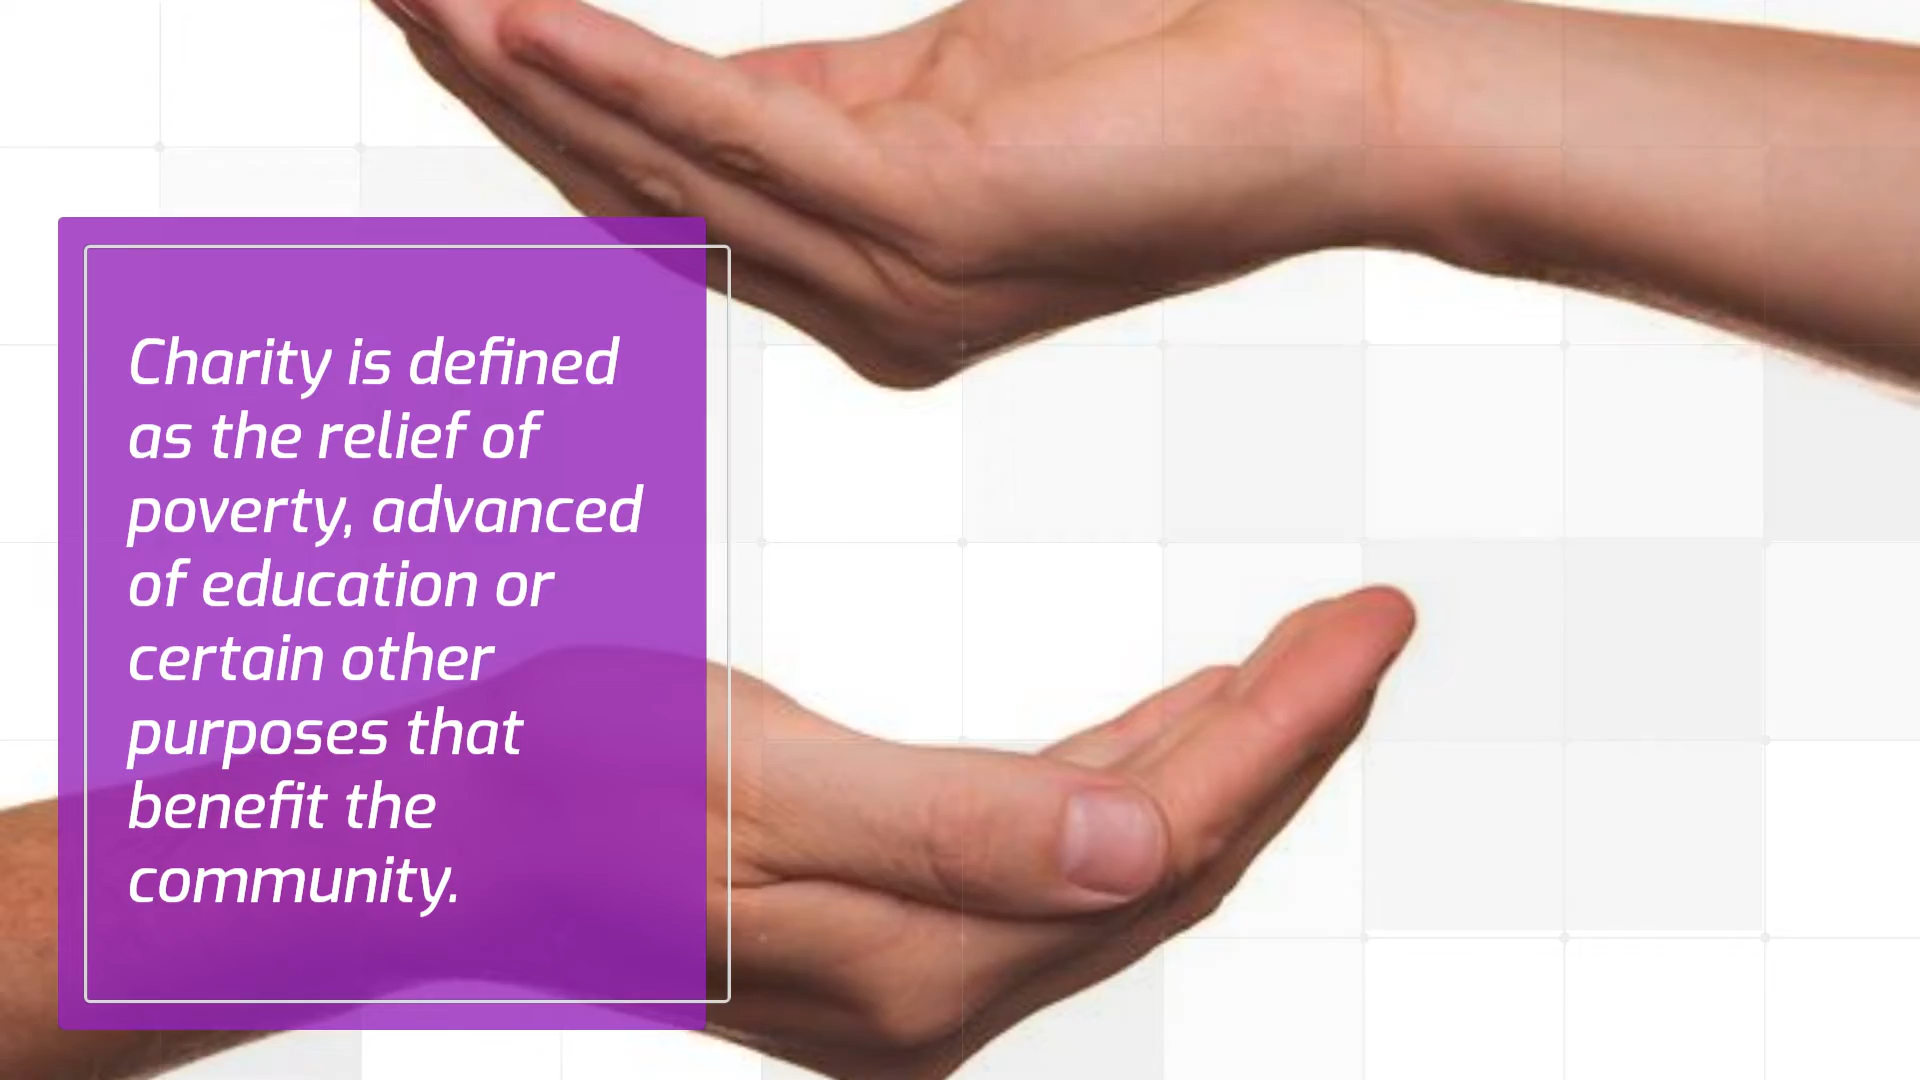 Charity is defined
as the relief of
poverty, advanced
of education or
certain other
purposes that
benefit the
community.